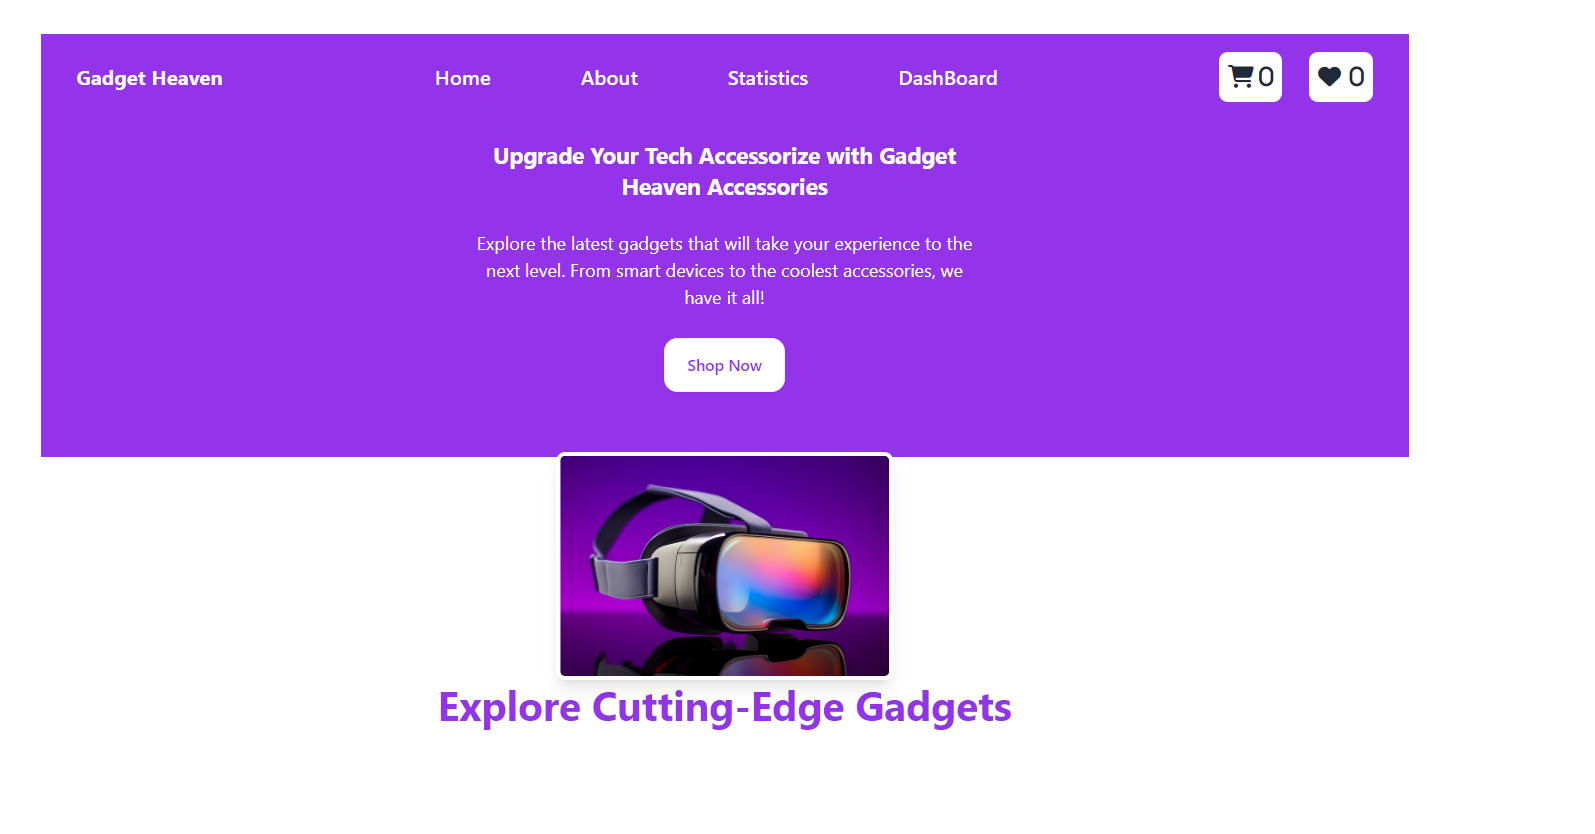 Gadget Heaven
Home
About
Statistics
DashBoard
0
0
Upgrade Your Tech Accessorize with Gadget
Heaven Accessories
Explore the latest gadgets that will take your experience to the
next level. From smart devices to the coolest accessories, we
have it all!
Shop Now
Explore Cutting-Edge Gadgets